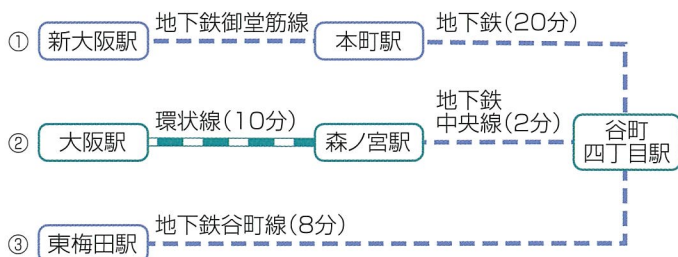 ① 新大阪駅 地下鉄御堂筋線 本町駅 地下鉄(20分)
② 大阪駅 環状線(10分) 森ノ宮駅 地下鉄
中央線(2分)
谷町
四丁目駅
③ 東梅田駅 地下鉄谷町線(8分)